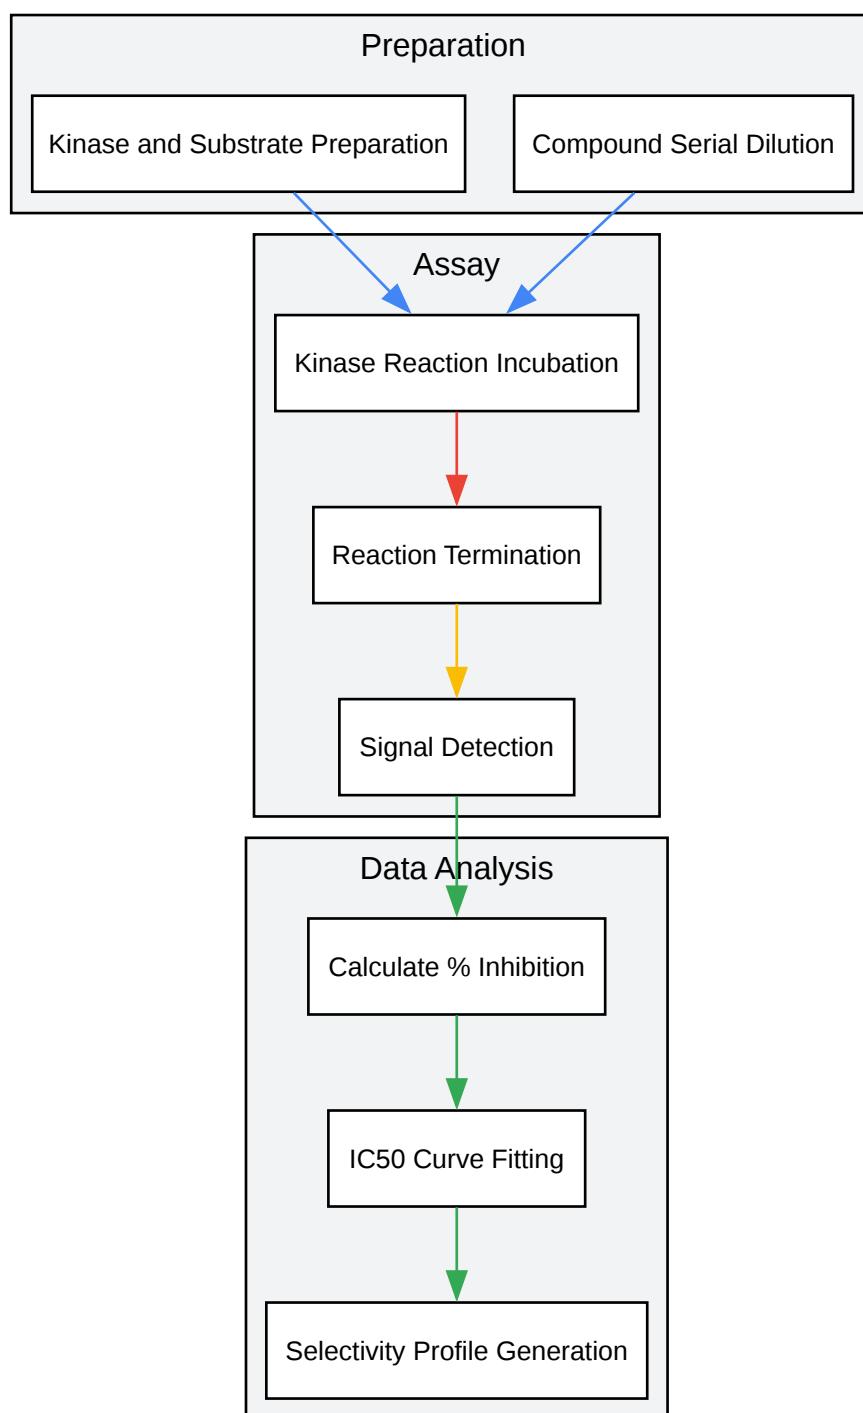 Preparation
Kinase and Substrate Preparation
Compound Serial Dilution
Assay
Kinase Reaction Incubation
Reaction Termination
Signal Detection
Data Analysis
Calculate % Inhibition
IC50 Curve Fitting
Selectivity Profile Generation